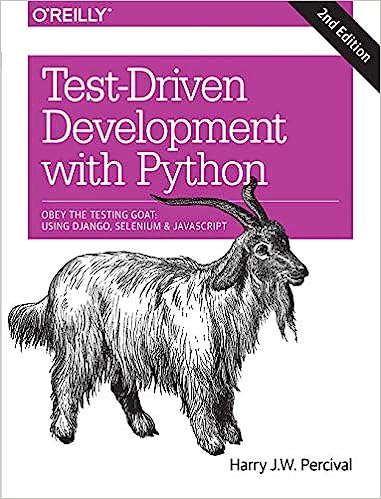 O'REILLY®
2nd Edition
Test-Driven
Development
with Python
OBEY THE TESTING GOAT:
USING DJANGO, SELENIUM & JAVASCRIPT
Harry J.W. Percival